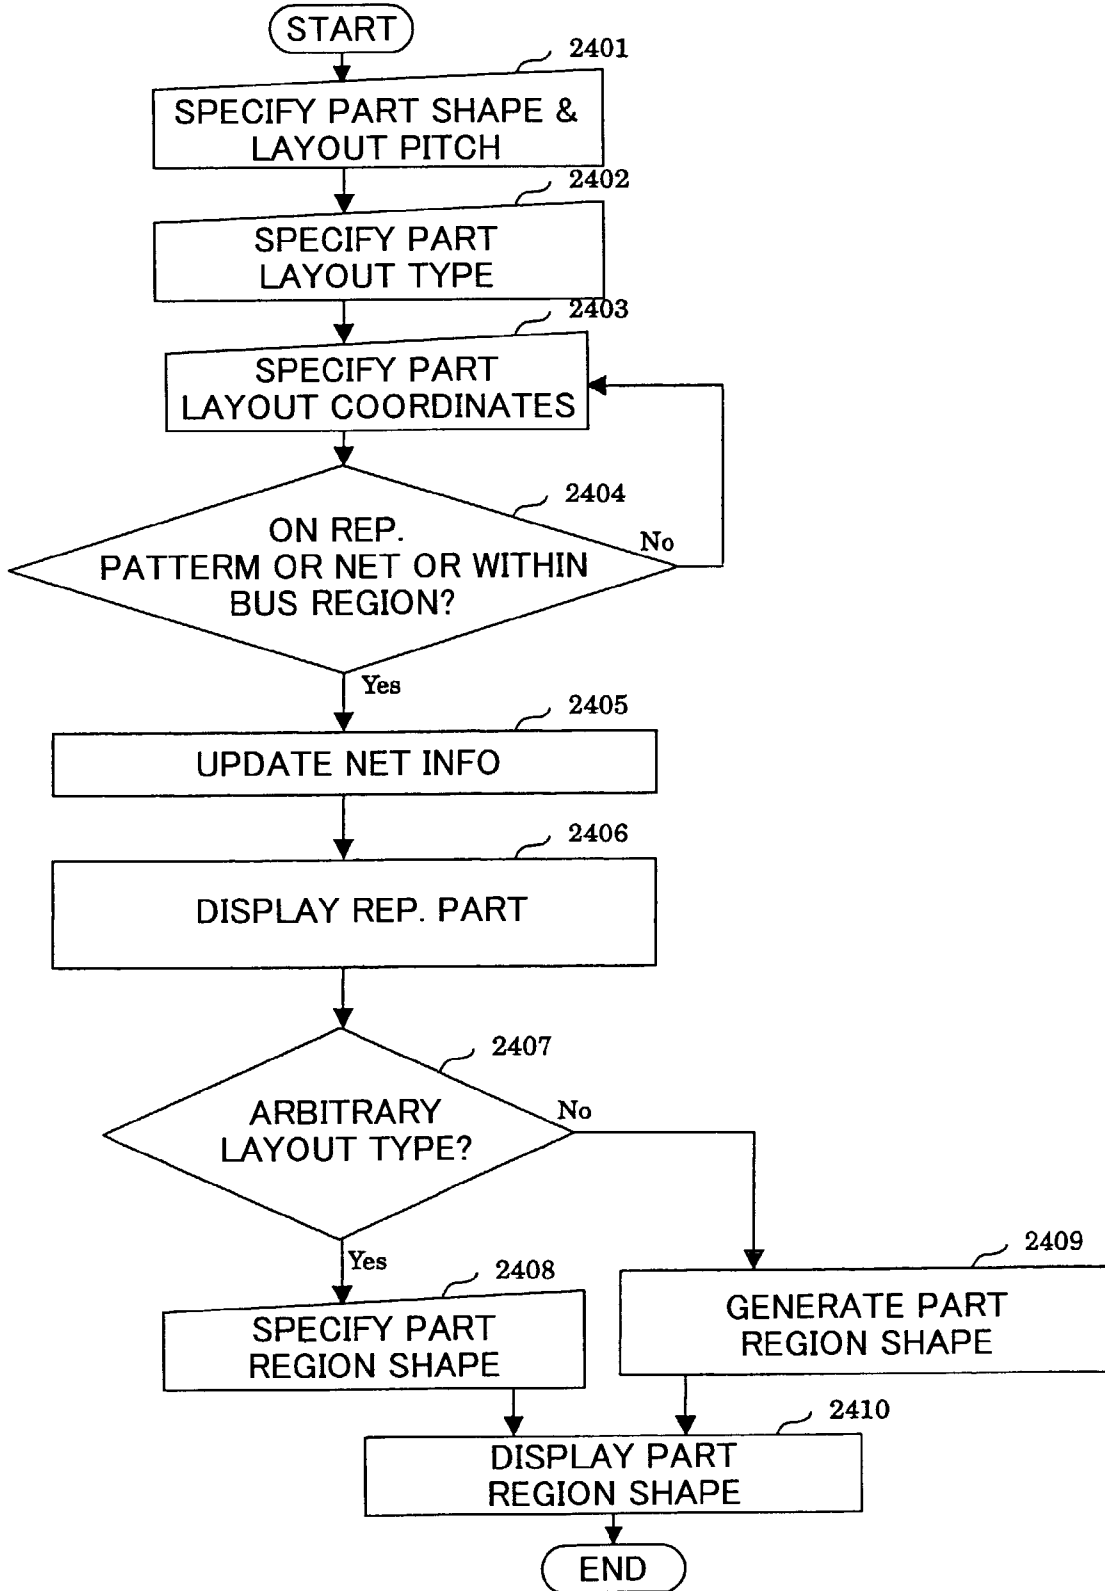 START
2401
SPECIFY PART SHAPE &
LAYOUT PITCH
2402
SPECIFY PART
LAYOUT TYPE
2403
SPECIFY PART
LAYOUT COORDINATES
2404
ON REP.
PATTERM OR NET OR WITHIN
BUS REGION?
No
Yes
2405
UPDATE NET INFO
2406
DISPLAY REP. PART
2407
ARBITRARY
LAYOUT TYPE?
No
Yes
2408
SPECIFY PART
REGION SHAPE
2409
GENERATE PART
REGION SHAPE
2410
DISPLAY PART
REGION SHAPE
END